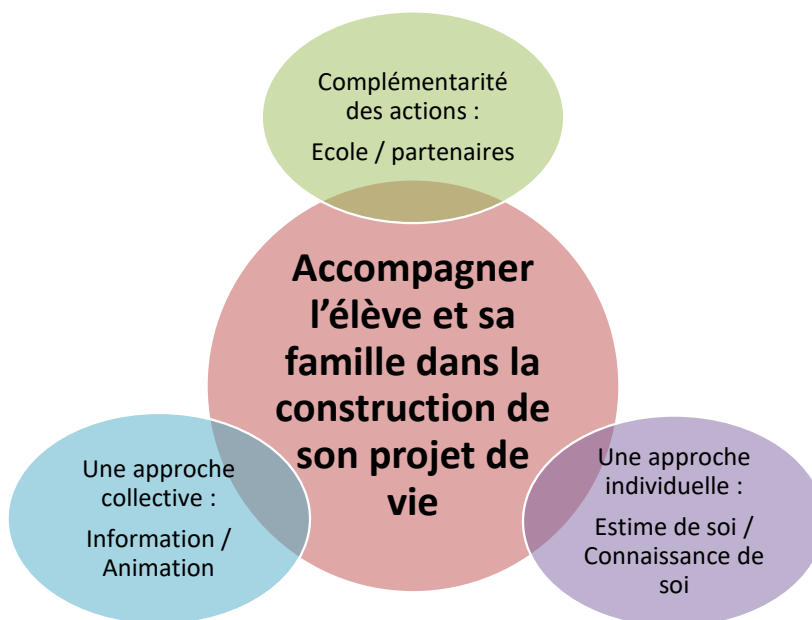 Complémentarité
des actions :
Ecole / partenaires
Accompagner
l’élève et sa
famille dans la
construction de
son projet de
vie
Une approche
collective :
Information /
Animation
Une approche
individuelle :
Estime de soi /
Connaissance de
soi